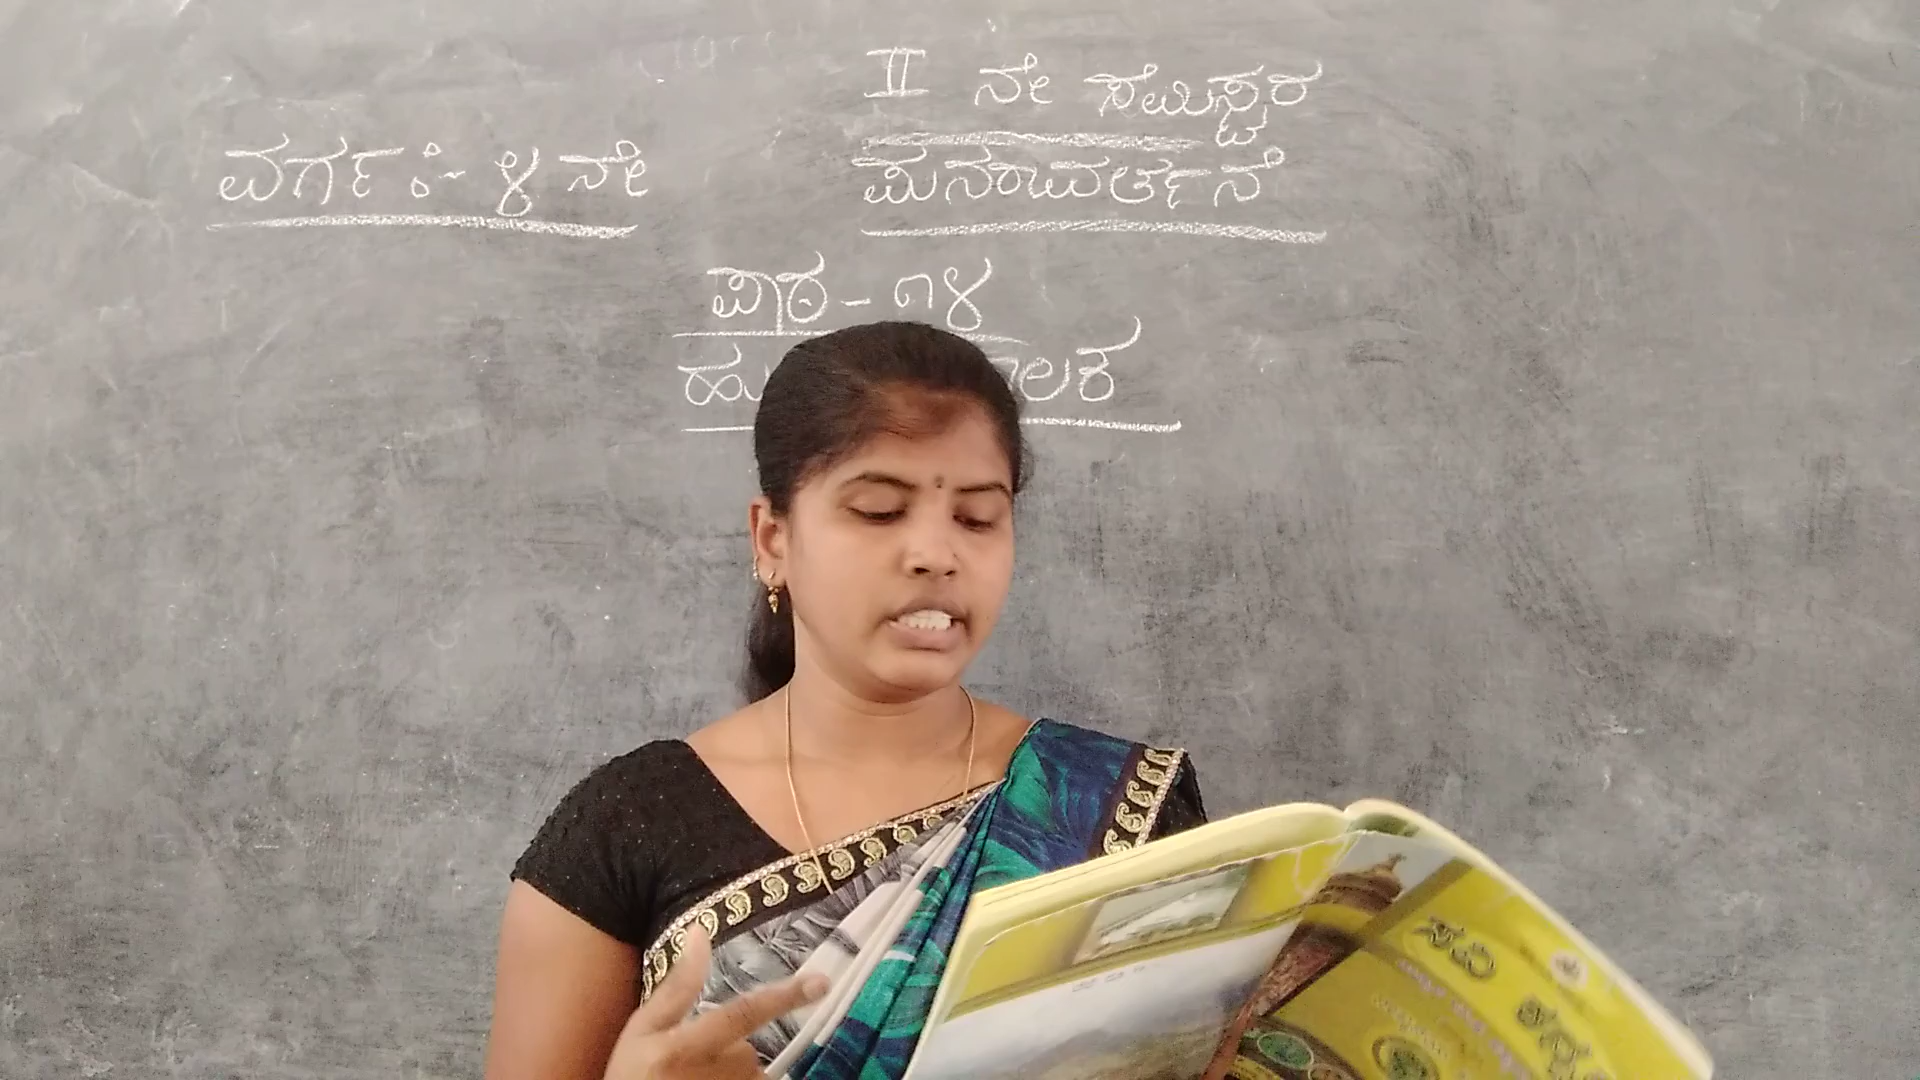 II ನೇ ಸೆಮಿಸ್ಟರ
ವರ್ಗ :- ೪ ನೇ
ಪುನರಾವರ್ತನೆ
ಪಾಠ - ೧೪